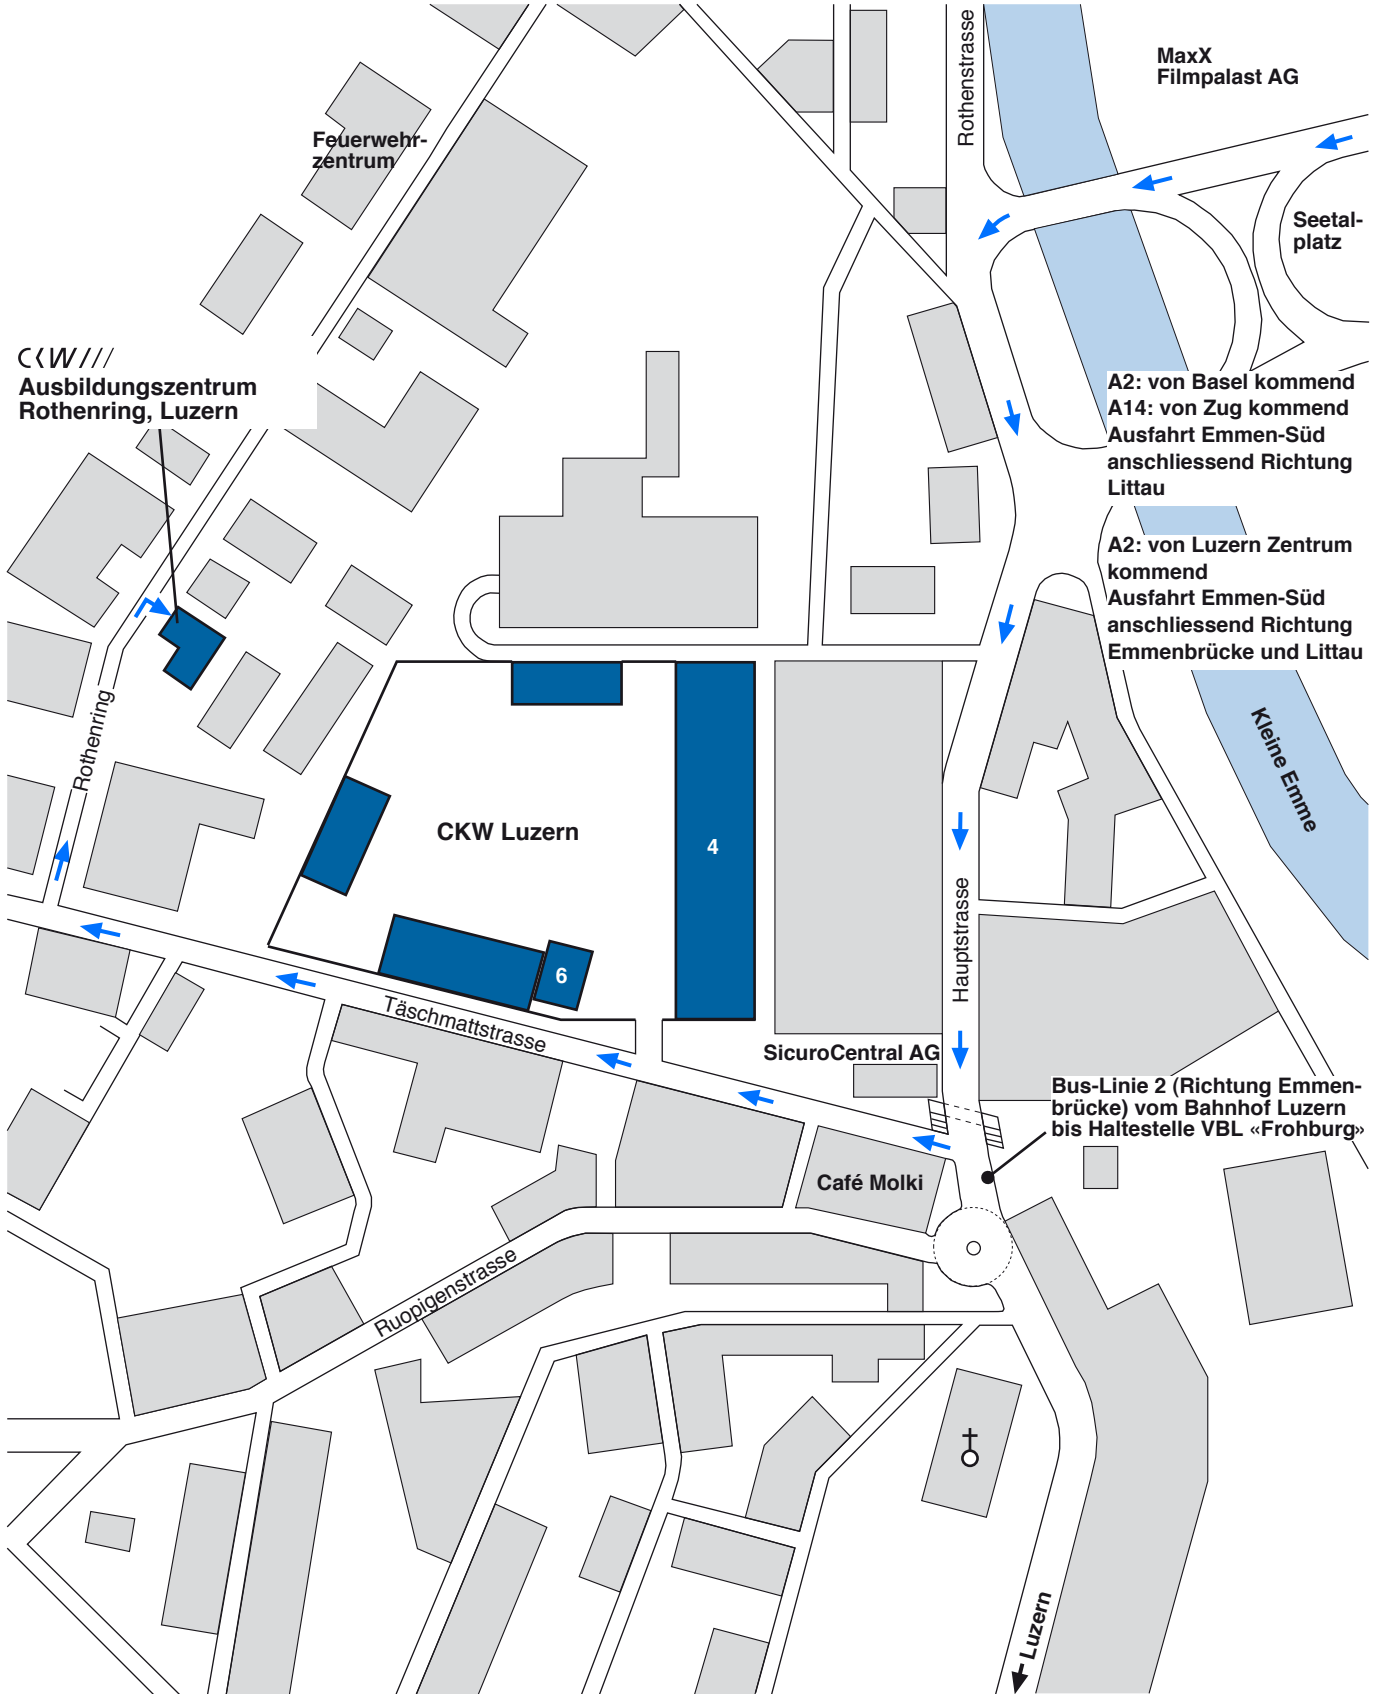 MaxX
Filmpalast AG
Rothenstrasse
Feuerwehr-
zentrum
Seetal-
platz
CKW///
Ausbildungszentrum
Rothenring, Luzern
A2: von Basel kommend
A14: von Zug kommend
Ausfahrt Emmen-Süd
anschliessend Richtung
Littau
A2: von Luzern Zentrum
kommend
Ausfahrt Emmen-Süd
anschliessend Richtung
Emmenbrücke und Littau
Rothenring
Kleine Emme
CKW Luzern
4
6
Hauptstrasse
Täschmattstrasse
SicuroCentral AG
Bus-Linie 2 (Richtung Emmen-
brücke) vom Bahnhof Luzern
bis Haltestelle VBL «Frohburg»
Café Molki
Ruopigenstrasse
Luzern